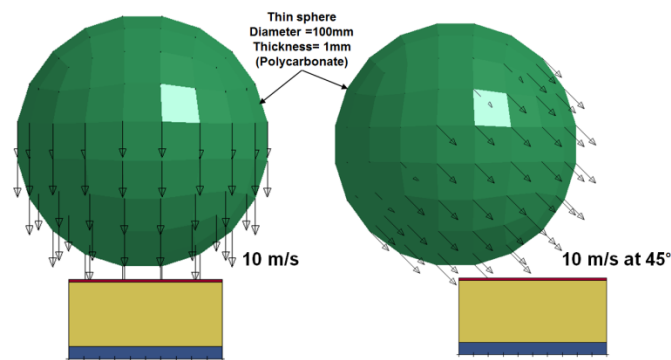 Thin sphere
Diameter =100mm
Thickness= 1mm
(Polycarbonate)
10 m/s
10 m/s at 45°